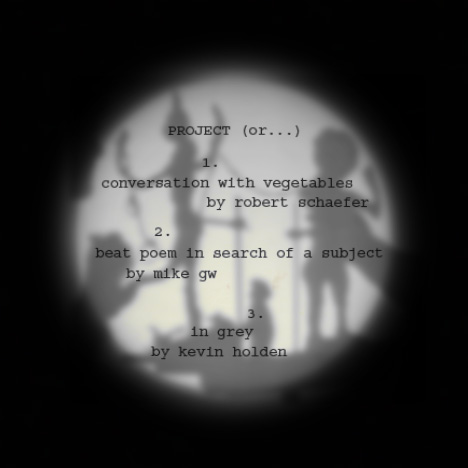 PROJECT (or...)
1.
conversation with vegetables
by robert schaefer
2.
beat poem in search of a subject
by mike gw
3.
in grey
by kevin holden